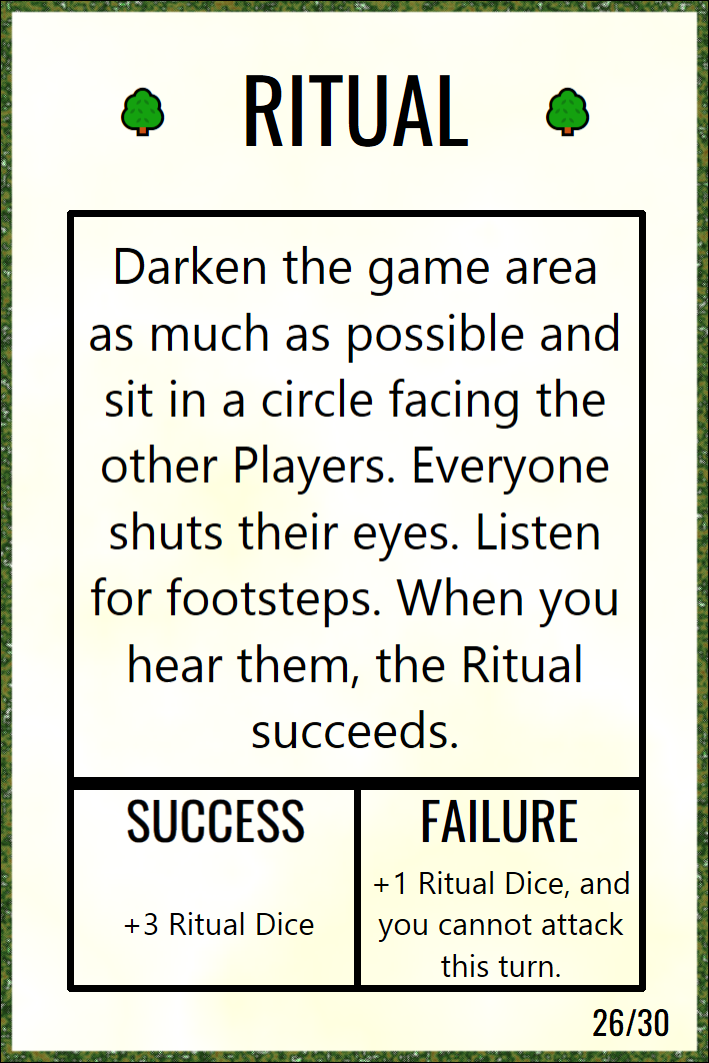 RITUAL
Darken the game area
as much as possible and
sit in a circle facing the
other Players. Everyone
shuts their eyes. Listen
for footsteps. When you
hear them, the Ritual
succeeds.
SUCCESS
+3 Ritual Dice
FAILURE
+1 Ritual Dice, and
you cannot attack
this turn.
26/30